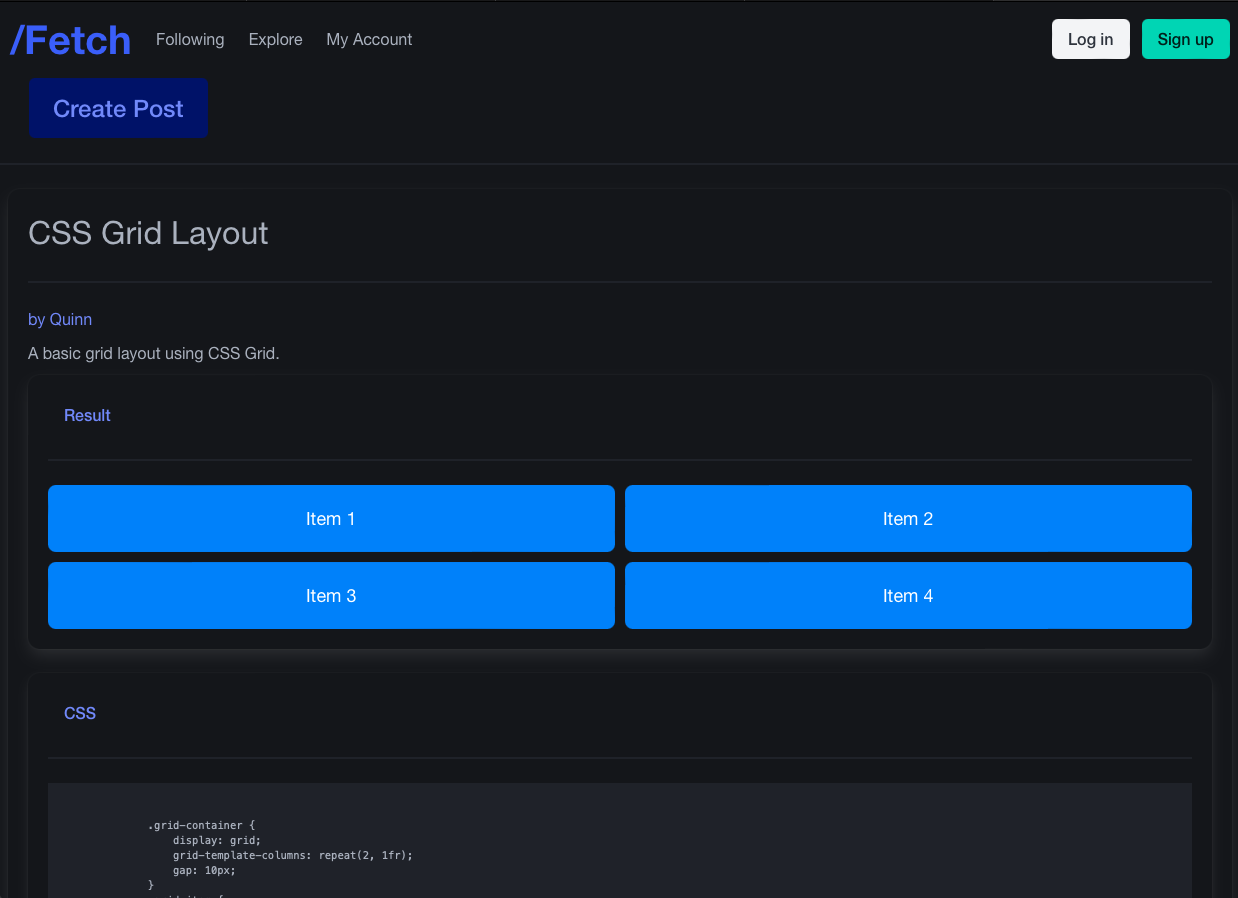 /Fetch Following Explore My Account Log in Sign up
Create Post
CSS Grid Layout
by Quinn
A basic grid layout using CSS Grid.
Result
Item 1 Item 2
Item 3 Item 4
CSS
.grid-container {
    display: grid;
    grid-template-columns: repeat(2, 1fr);
    gap: 10px;
}